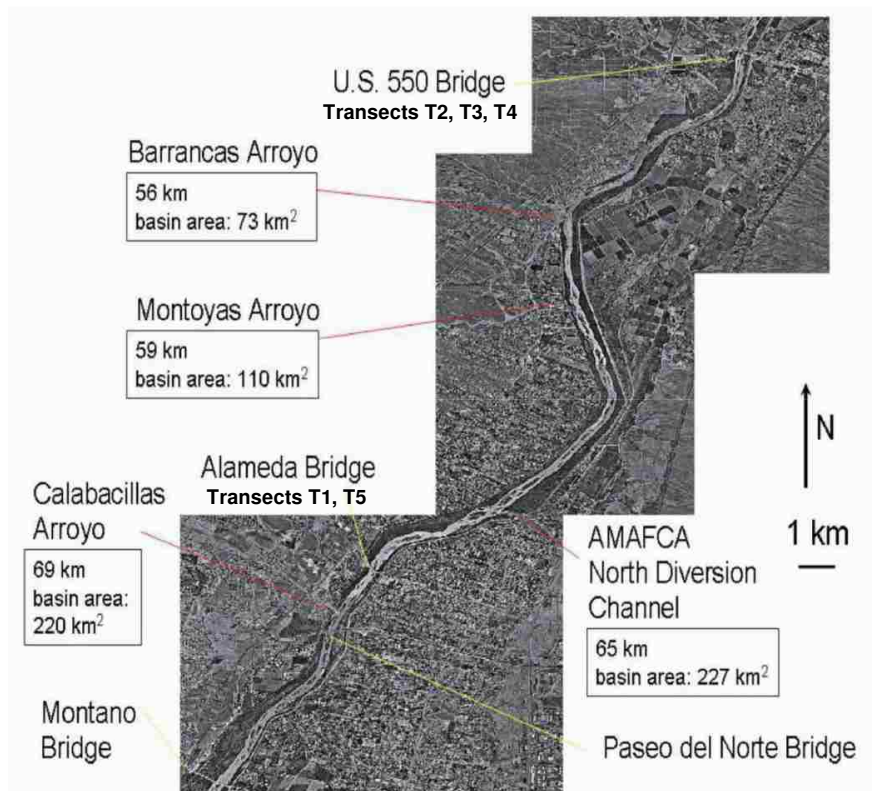 U.S. 550 Bridge
Transects T2, T3, T4
Barrancas Arroyo
56 km
basin area: 73 km²
Montoyas Arroyo
59 km
basin area: 110 km²
Alameda Bridge
Transects T1, T5
Calabacillas
Arroyo
69 km
basin area:
220 km²
N
1 km
AMAFCA
North Diversion
Channel
65 km
basin area: 227 km²
Montano
Bridge
Paseo del Norte Bridge